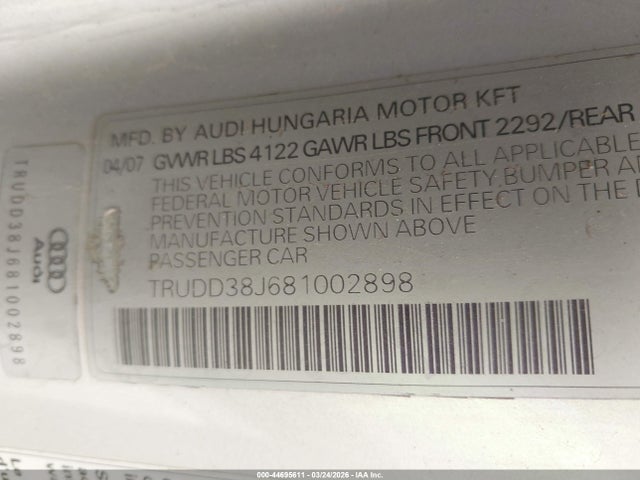 MFD. BY AUDI HUNGARIA MOTOR KFT
04/07 GVWR LBS 4122 GAWR LBS FRONT 2292/REAR
THIS VEHICLE CONFORMS TO ALL APPLICABLE
FEDERAL MOTOR VEHICLE SAFETY, BUMPER
PREVENTION STANDARDS IN EFFECT ON THE
MANUFACTURE SHOWN ABOVE
PASSENGER CAR
TRUDD38J681002898
TRUDD38J681002898
Audi
000-44695611 - 03/24/2026 - IAA Inc.